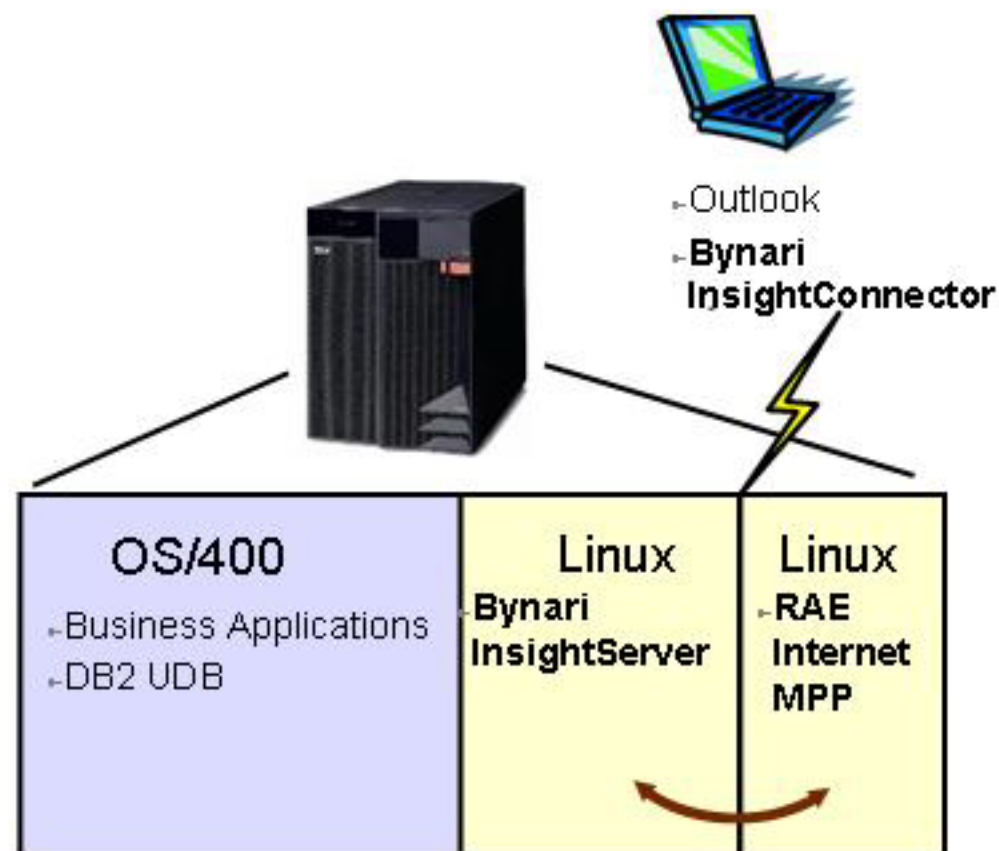 Outlook
Bynari
InsightConnector
OS/400
Business Applications
DB2 UDB
Linux
Bynari
InsightServer
Linux
RAE
Internet
MPP